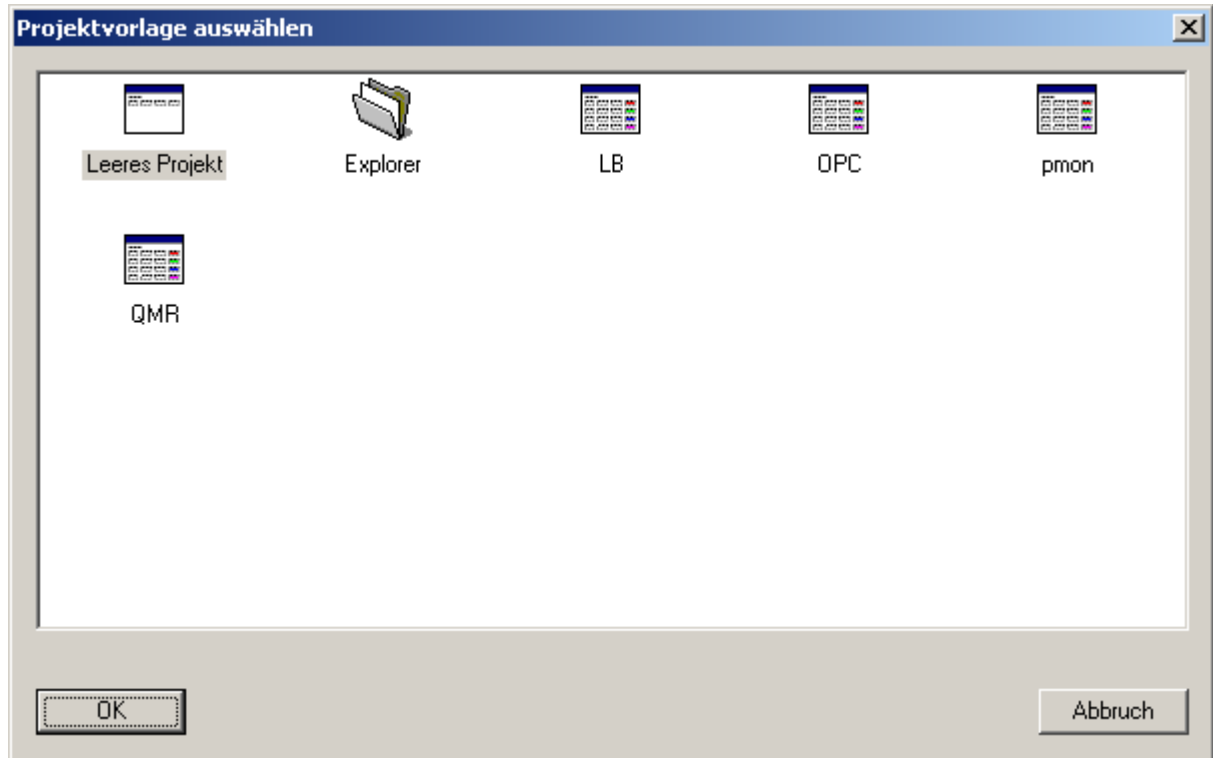 Projektvorlage auswählen
Leeres Projekt Explorer LB OPC pmon
QMR
OK Abbruch